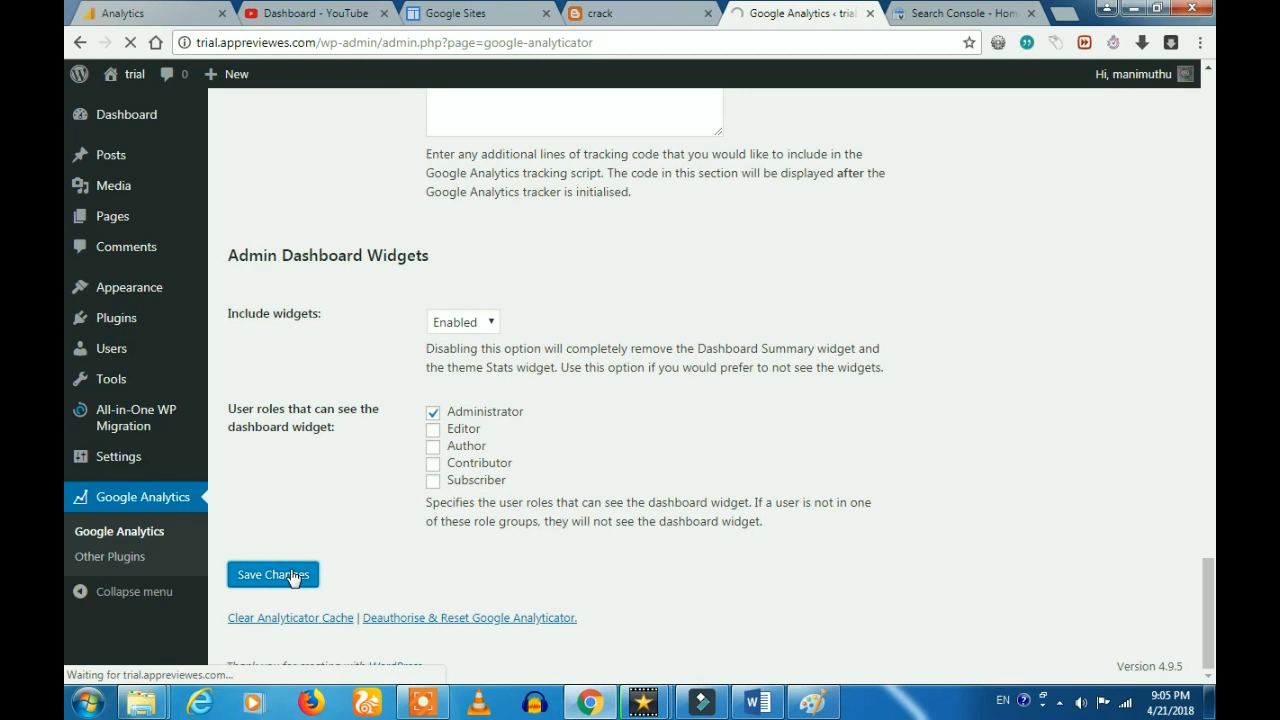 Analytics
Dashboard - YouTube
Google Sites
crack
Google Analytics ‹ trial
Search Console - Hom
trial.appreviewes.com/wp-admin/admin.php?page=google-analyticator
trial
0
New
Hi, manimuthu
Dashboard
Posts
Media
Pages
Comments
Appearance
Plugins
Users
Tools
All-in-One WP
Migration
Settings
Google Analytics
Google Analytics
Other Plugins
Collapse menu
Enter any additional lines of tracking code that you would like to include in the
Google Analytics tracking script. The code in this section will be displayed after the
Google Analytics tracker is initialised.
Admin Dashboard Widgets
Include widgets:
Enabled
Disabling this option will completely remove the Dashboard Summary widget and
the theme Stats widget. Use this option if you would prefer to not see the widgets.
User roles that can see the
dashboard widget:
Administrator
Editor
Author
Contributor
Subscriber
Specifies the user roles that can see the dashboard widget. If a user is not in one
of these role groups, they will not see the dashboard widget.
Save Changes
Clear Analyticator Cache | Deauthorise & Reset Google Analyticator.
Thank you for creating with WordPress
Version 4.9.5
Waiting for trial.appreviewes.com...
EN
9:05 PM
4/21/2018